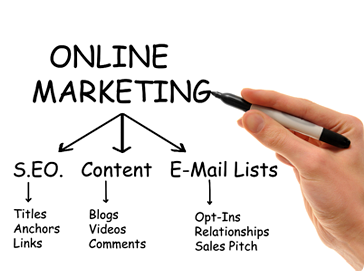 ONLINE
MARKETING
S.EO. Content E-Mail Lists
Titles
Anchors
Links
Blogs
Videos
Comments
Opt-Ins
Relationships
Sales Pitch